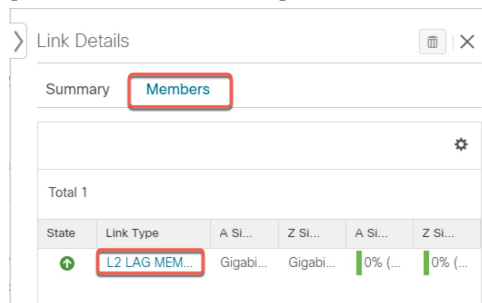 Link Details
Summary Members
Total 1
State Link Type A Si... Z Si... A Si... Z Si...
L2 LAG MEM... Gigabi... Gigabi... 0% (... 0% (...